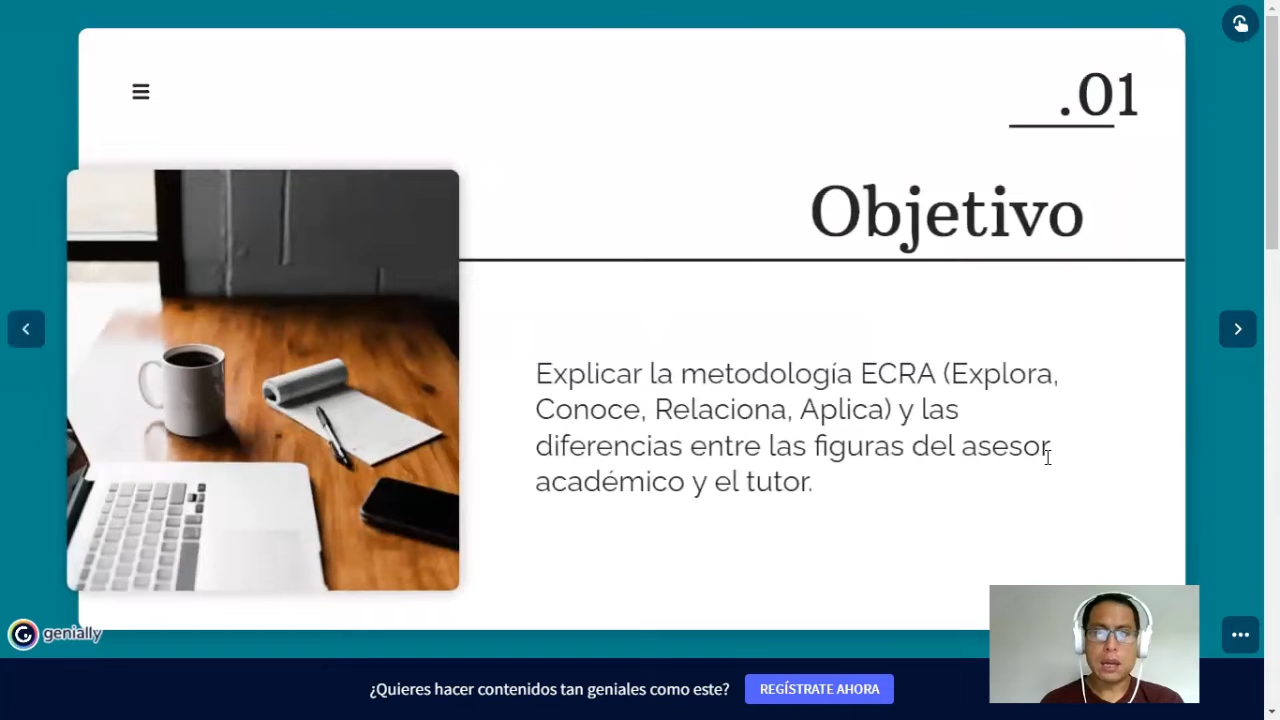 .01
Objetivo
Explicar la metodología ECRA (Explora,
Conoce, Relaciona, Aplica) y las
diferencias entre las figuras del asesor
académico y el tutor.
genially
¿Quieres hacer contenidos tan geniales como este?
REGÍSTRATE AHORA